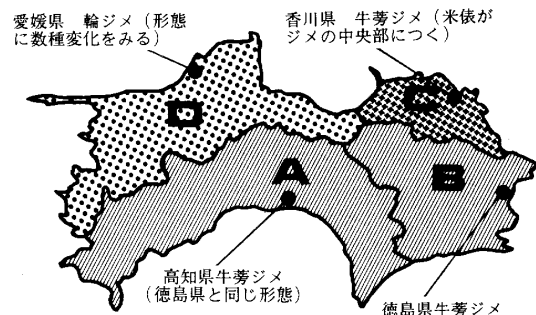 愛媛県 輪ジメ（形態
に数種変化をみる）
香川県 牛蒡ジメ（米俵が
ジメの中央部につく）
D
C
A
B
高知県牛蒡ジメ
（徳島県と同じ形態）
徳島県牛蒡ジメ